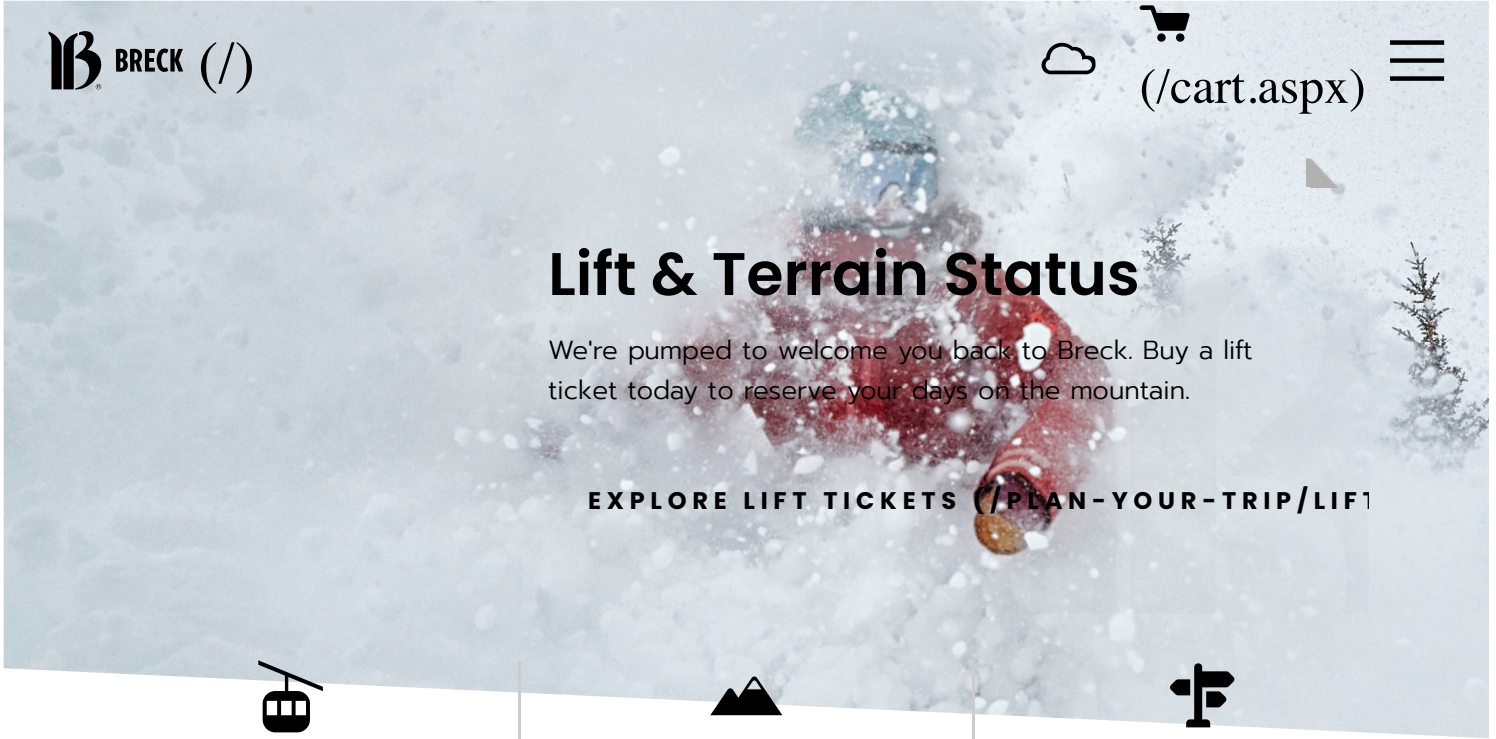 BRECK (/)
(/cart.aspx)
Lift & Terrain Status
We're pumped to welcome you back to Breck. Buy a lift
ticket today to reserve your days on the mountain.
EXPLORE LIFT TICKETS (/PLAN-YOUR-TRIP/LIFT